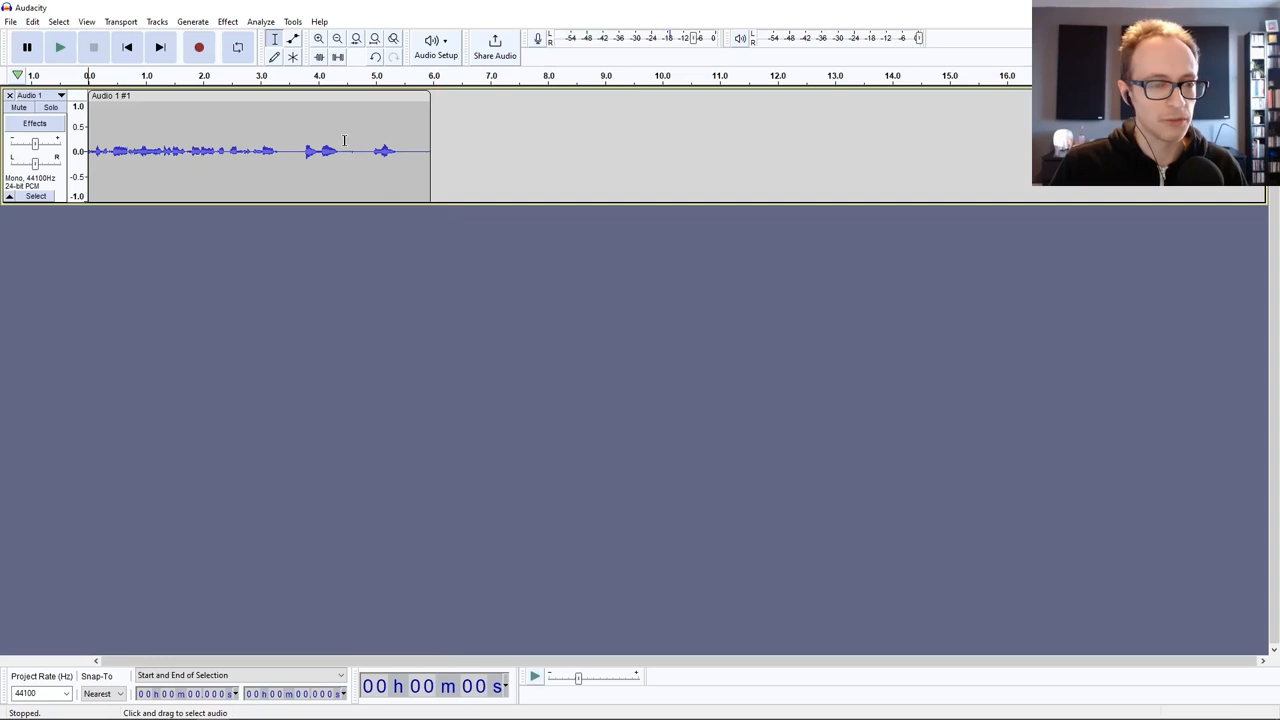 Audacity
File Edit Select View Transport Tracks Generate Effect Analyze Tools Help
Audio Setup
Share Audio
L
R
-54 -48 -42 -36 -30 -24 -18 -12 -6 0
L
R
-54 -48 -42 -36 -30 -24 -18 -12 -6 0
1.0 0.0 1.0 2.0 3.0 4.0 5.0 6.0 7.0 8.0 9.0 10.0 11.0 12.0 13.0 14.0 15.0 16.0
Audio 1
Audio 1 #1
Mute Solo
Effects
- +
L R
Mono, 44100Hz
24-bit PCM
Select
1.0
0.5
0.0
-0.5
-1.0
Project Rate (Hz) Snap-To Start and End of Selection
44100 Nearest 00 h 00 m 00.000 s 00 h 00 m 00.000 s
00 h 00 m 00 s
- +
Stopped. Click and drag to select audio